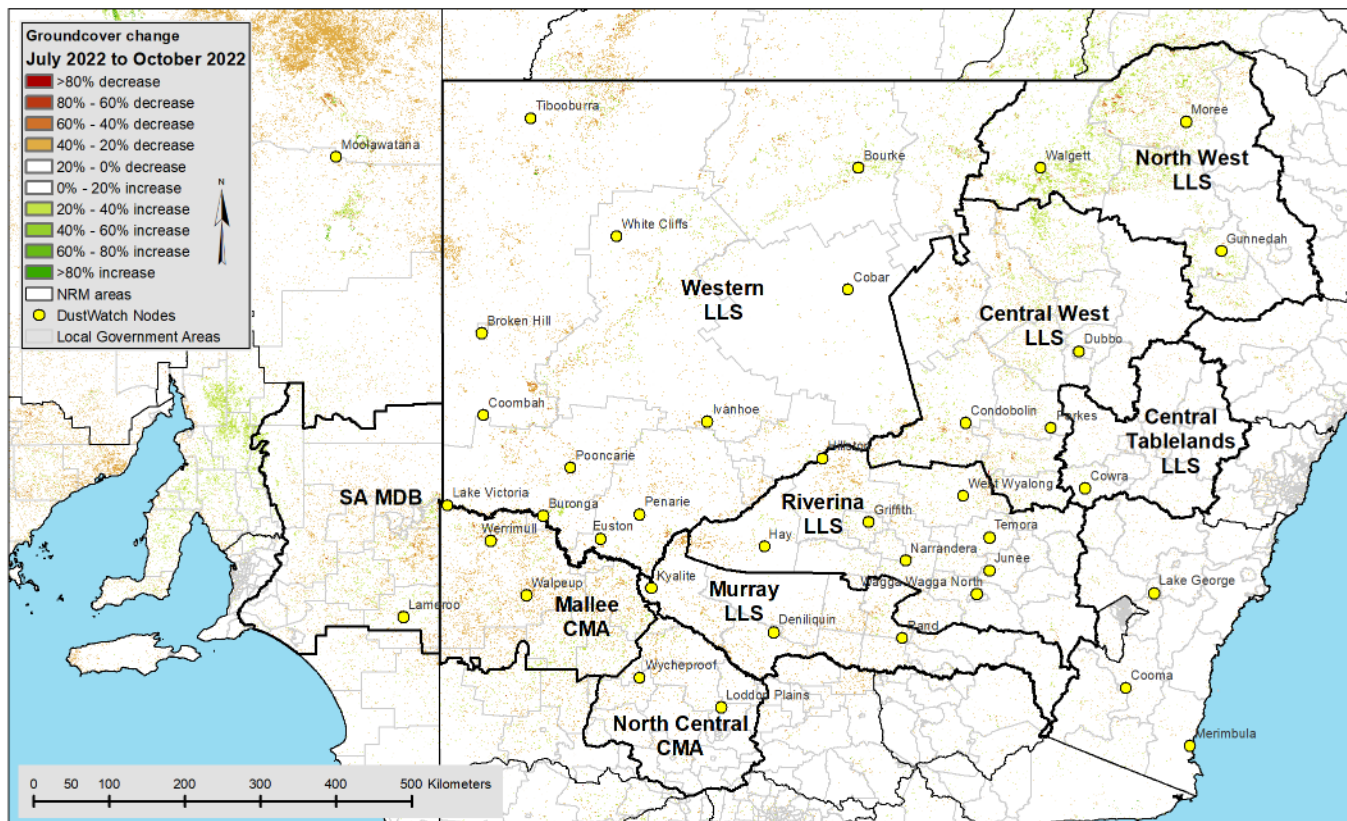 Groundcover change
July 2022 to October 2022
>80% decrease
80% - 60% decrease
60% - 40% decrease
40% - 20% decrease
20% - 0% decrease
0% - 20% increase
20% - 40% increase
40% - 60% increase
60% - 80% increase
>80% increase
NRM areas
DustWatch Nodes
Local Government Areas
N
Tibooburra
Moolawatana
Bourke
Walgett
Moree
North West
LLS
White Cliffs
Gunnedah
Western
LLS
Cobar
Central West
LLS
Broken Hill
Dubbo
Coombah
Ivanhoe
Condobolin
Parkes
Central
Tablelands
LLS
Hillston
Pooncarie
SA MDB
Lake Victoria
Buronga
Penarie
Riverina
LLS
West Wyalong
Cowra
Werrimull
Euston
Hay
Griffith
Temora
Narrandera
Junee
Walpeup
Mallee
CMA
Kyalite
Murray
LLS
Wagga Wagga North
Lake George
Lameroo
Deniliquin
Rand
Wycheproof
Loddon Plains
North Central
CMA
Cooma
Merimbula
0 50 100 200 300 400 500 Kilometers